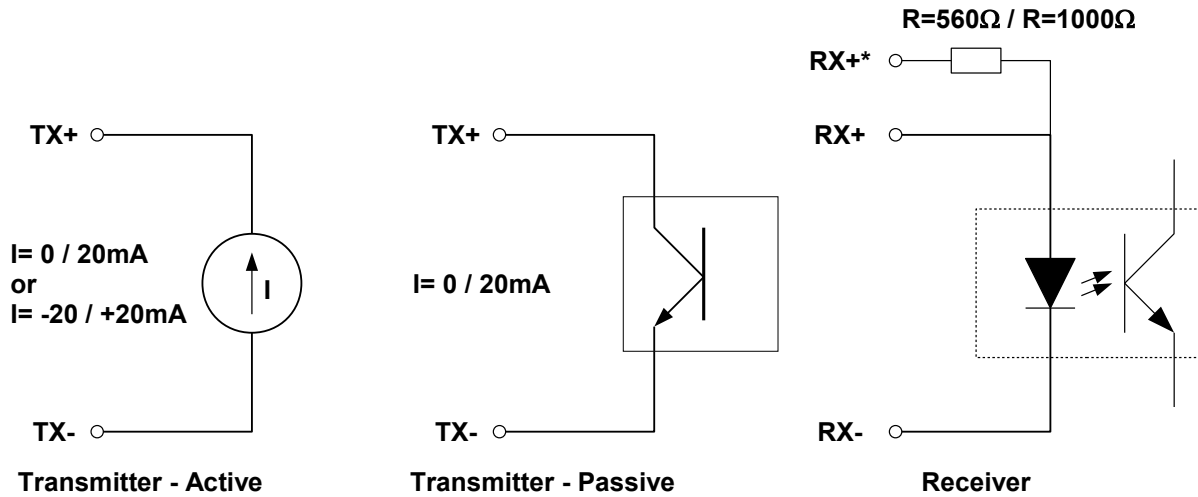 R=560Ω / R=1000Ω
RX+*
TX+
TX+
RX+
I= 0 / 20mA
or
I= -20 / +20mA
I
I= 0 / 20mA
TX-
TX-
RX-
Transmitter - Active
Transmitter - Passive
Receiver